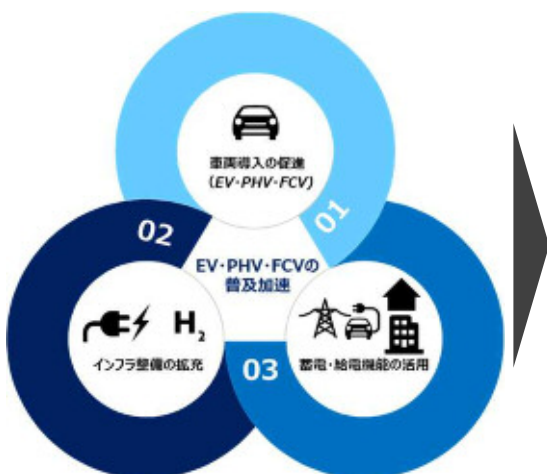 車両導入の促進
(EV・PHV・FCV)
01
02
EV・PHV・FCVの
普及加速
H₂
インフラ整備の拡充
03
蓄電・給電機能の活用